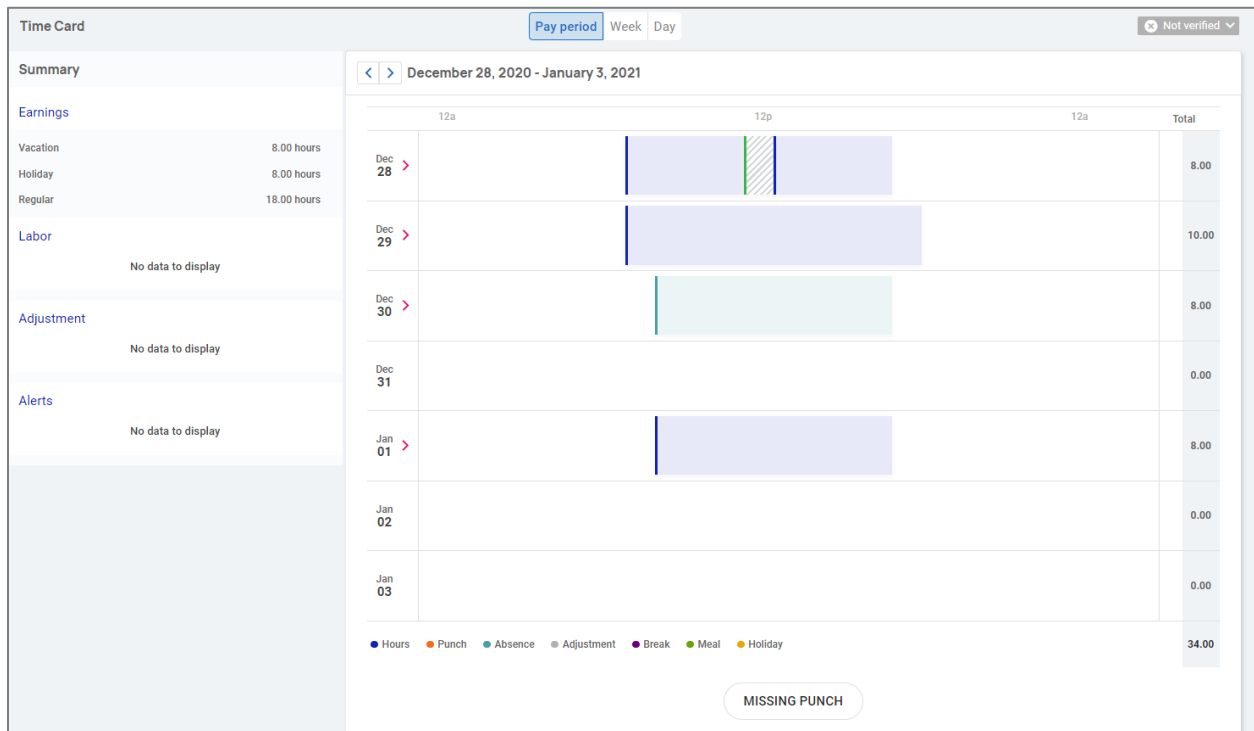 Time Card
Pay period Week Day
Not verified
Summary
December 28, 2020 - January 3, 2021
Earnings
Vacation 8.00 hours
Holiday 8.00 hours
Regular 18.00 hours
Labor
No data to display
Adjustment
No data to display
Alerts
No data to display
12a 12p 12a Total
Dec
28 8.00
Dec
29 10.00
Dec
30 8.00
Dec
31 0.00
Jan
01 8.00
Jan
02 0.00
Jan
03 0.00
Hours Punch Absence Adjustment Break Meal Holiday 34.00
MISSING PUNCH